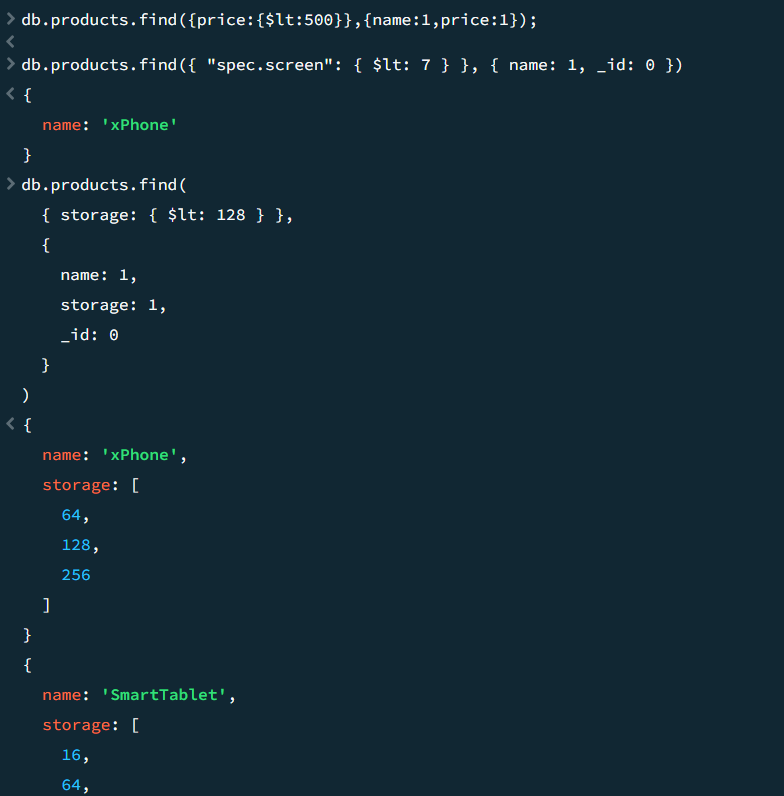 > db.products.find({price:{$lt:500}},{name:1,price:1});
<
> db.products.find({ "spec.screen": { $lt: 7 } }, { name: 1, _id: 0 })
< {
    name: 'xPhone'
  }
> db.products.find(
    { storage: { $lt: 128 } },
    {
      name: 1,
      storage: 1,
      _id: 0
    }
  )
< {
    name: 'xPhone',
    storage: [
      64,
      128,
      256
    ]
  }
  {
    name: 'SmartTablet',
    storage: [
      16,
      64,